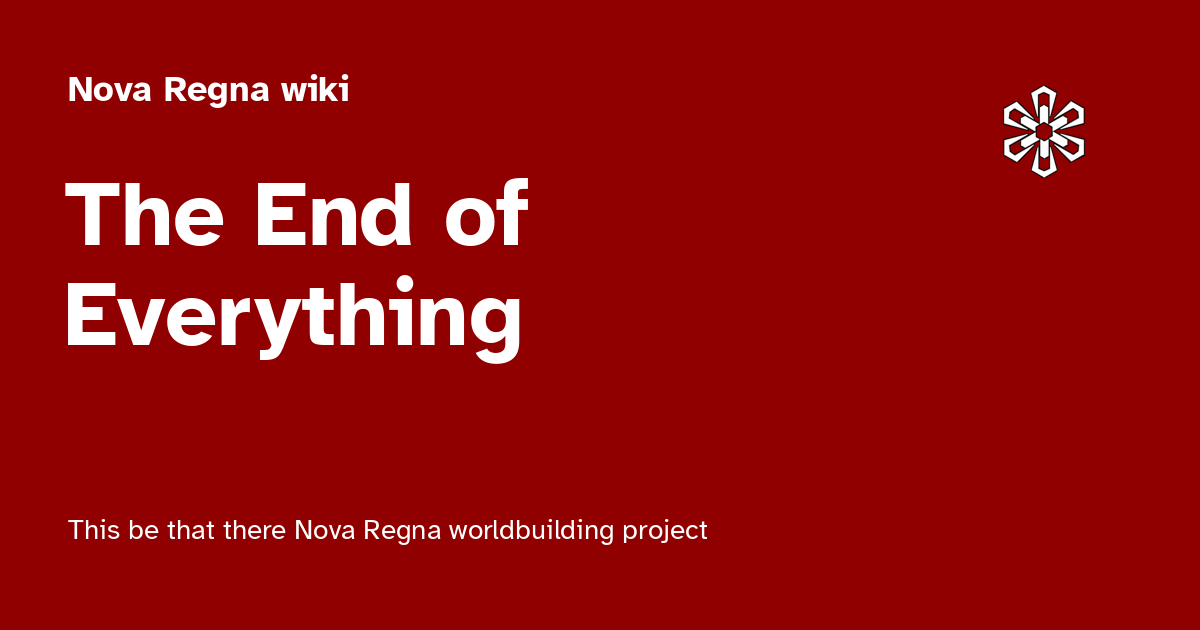 Nova Regna wiki
The End of
Everything
This be that there Nova Regna worldbuilding project